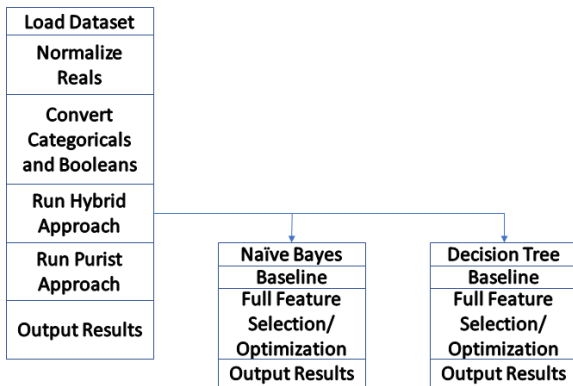 Load Dataset
Normalize
Reals
Convert
Categoricals
and Booleans
Run Hybrid
Approach
Run Purist
Approach
Output Results
Naïve Bayes
Baseline
Full Feature
Selection/
Optimization
Output Results
Decision Tree
Baseline
Full Feature
Selection/
Optimization
Output Results